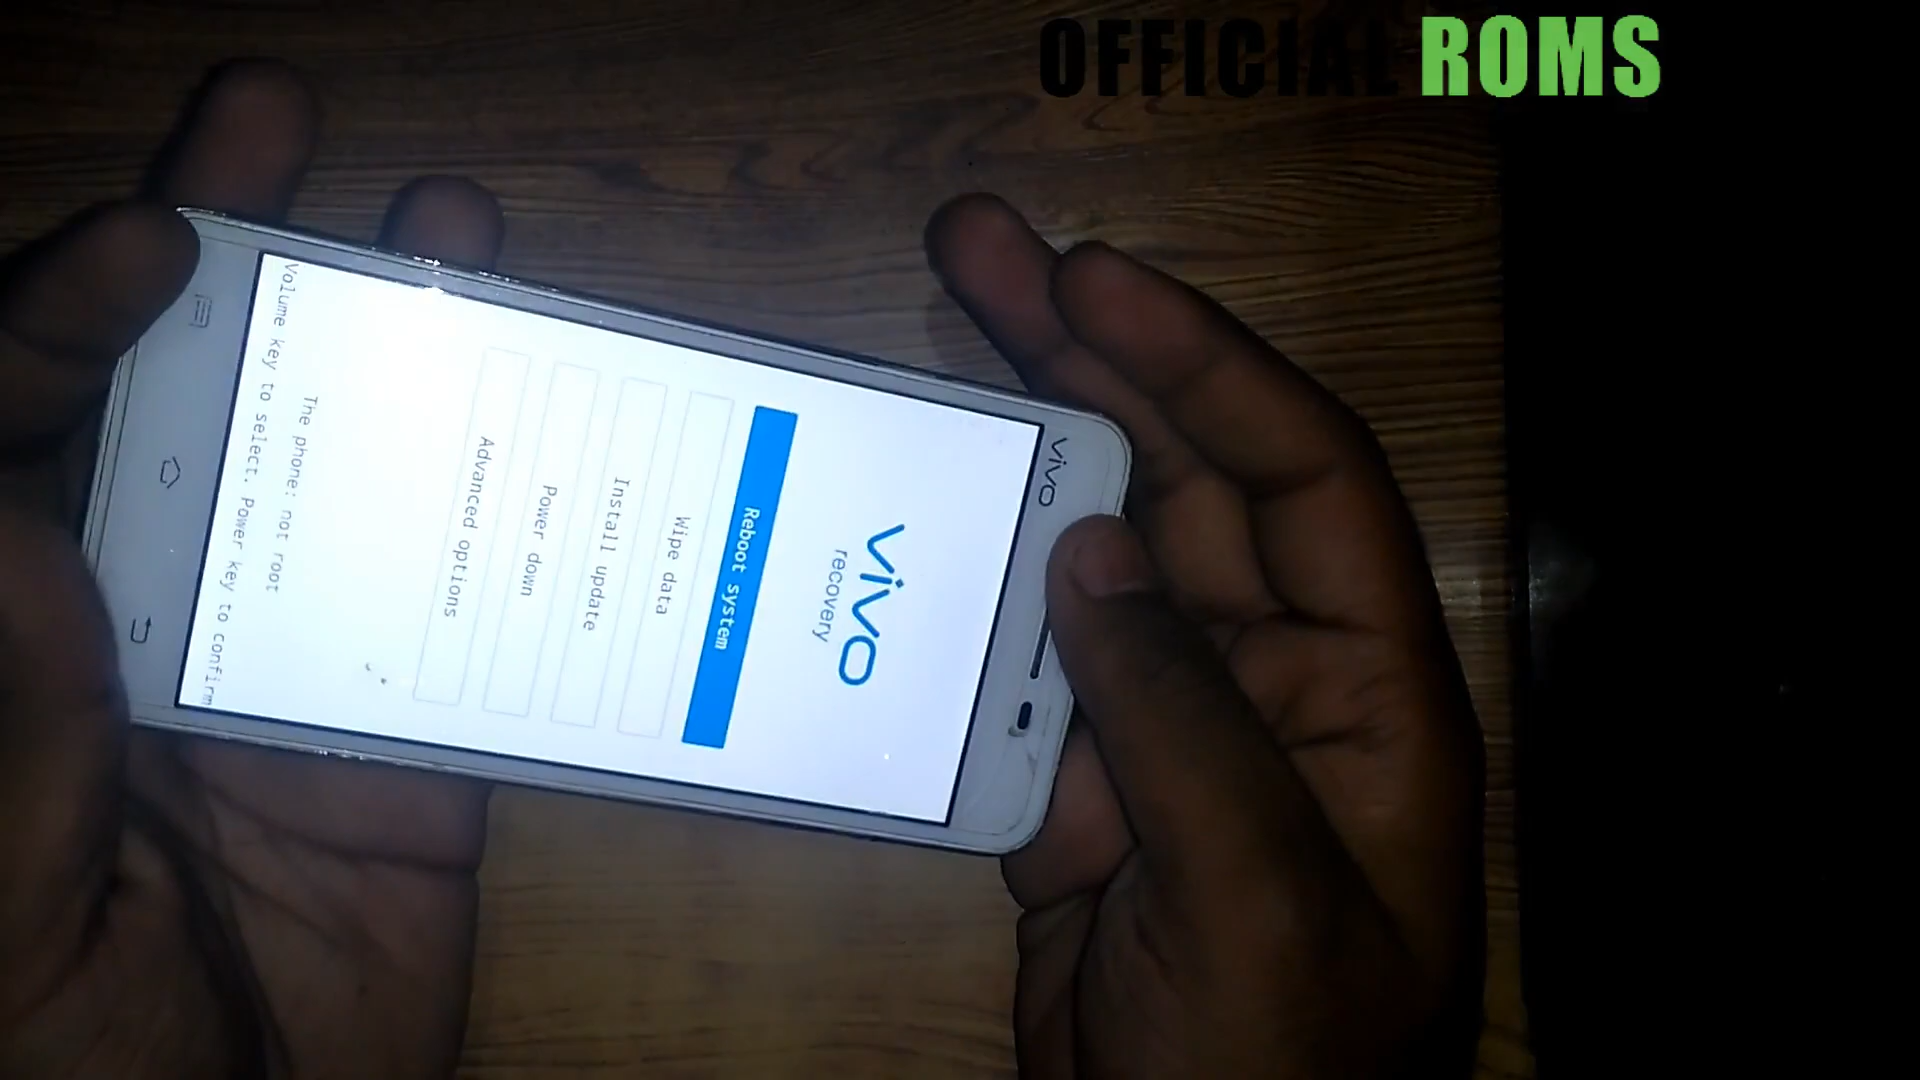 OFFICIAL ROMS
vivo
vivo
recovery
Reboot system
Wipe data
Install update
Power down
Advanced options
The phone: not root
Volume key to select. Power key to confirm